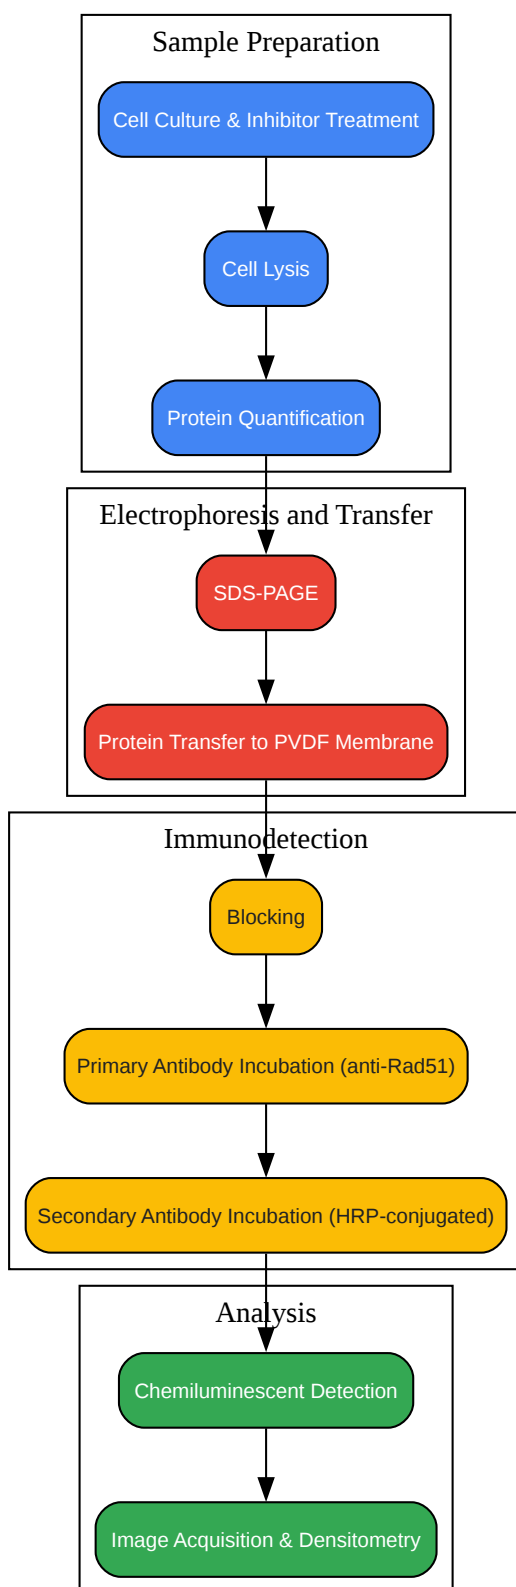 Sample Preparation
Cell Culture & Inhibitor Treatment
Cell Lysis
Protein Quantification
Electrophoresis and Transfer
SDS-PAGE
Protein Transfer to PVDF Membrane
Immunodetection
Blocking
Primary Antibody Incubation (anti-Rad51)
Secondary Antibody Incubation (HRP-conjugated)
Analysis
Chemiluminescent Detection
Image Acquisition & Densitometry